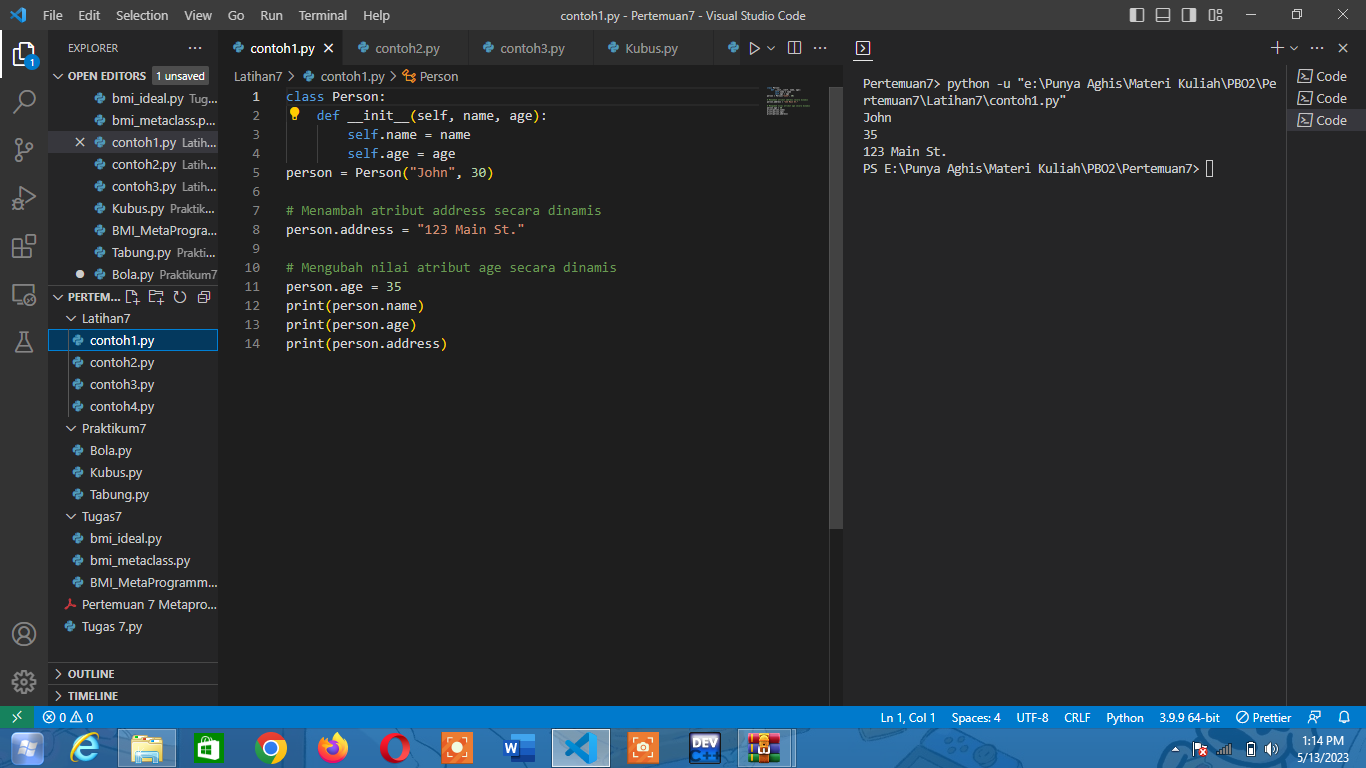 File Edit Selection View Go Run Terminal Help
contoh1.py - Pertemuan7 - Visual Studio Code
EXPLORER
OPEN EDITORS 1 unsaved
bmi_ideal.py Tug...
bmi_metaclass.p...
contoh1.py Latih...
contoh2.py Latih...
contoh3.py Latih...
Kubus.py Praktik...
BMI_MetaProgra...
Tabung.py Prakti...
Bola.py Praktikum7
PERTEM...
Latihan7
contoh1.py
contoh2.py
contoh3.py
contoh4.py
Praktikum7
Bola.py
Kubus.py
Tabung.py
Tugas7
bmi_ideal.py
bmi_metaclass.py
BMI_MetaProgramm...
Pertemuan 7 Metapro...
Tugas 7.py
OUTLINE
TIMELINE
1
contoh1.py contoh2.py contoh3.py Kubus.py
Latihan7 > contoh1.py > Person
1 class Person:
2 def __init__(self, name, age):
3 self.name = name
4 self.age = age
5 person = Person("John", 30)
6
7 # Menambah atribut address secara dinamis
8 person.address = "123 Main St."
9
10 # Mengubah nilai atribut age secara dinamis
11 person.age = 35
12 print(person.name)
13 print(person.age)
14 print(person.address)
Pertemuan7> python -u "e:\Punya Aghis\Materi Kuliah\PBO2\Pe
rtemuan7\Latihan7\contoh1.py"
John
35
123 Main St.
PS E:\Punya Aghis\Materi Kuliah\PBO2\Pertemuan7>
Code
Code
Code
0 0
Ln 1, Col 1 Spaces: 4 UTF-8 CRLF Python 3.9.9 64-bit Prettier
W
DEV
C++
1:14 PM
5/13/2023